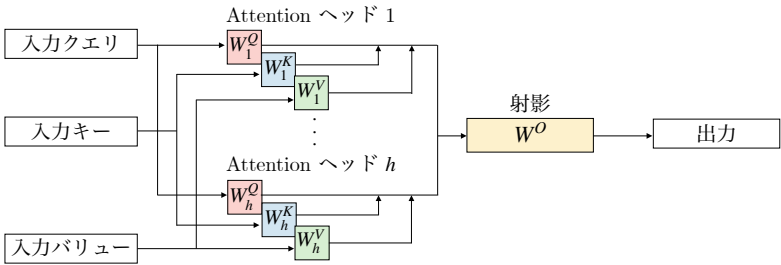 Attention ヘッド 1
入力クエリ
W_1^Q
W_1^K
W_1^V
入力キー
射影
W^O
出力
Attention ヘッド h
W_h^Q
W_h^K
入力バリュー
W_h^V